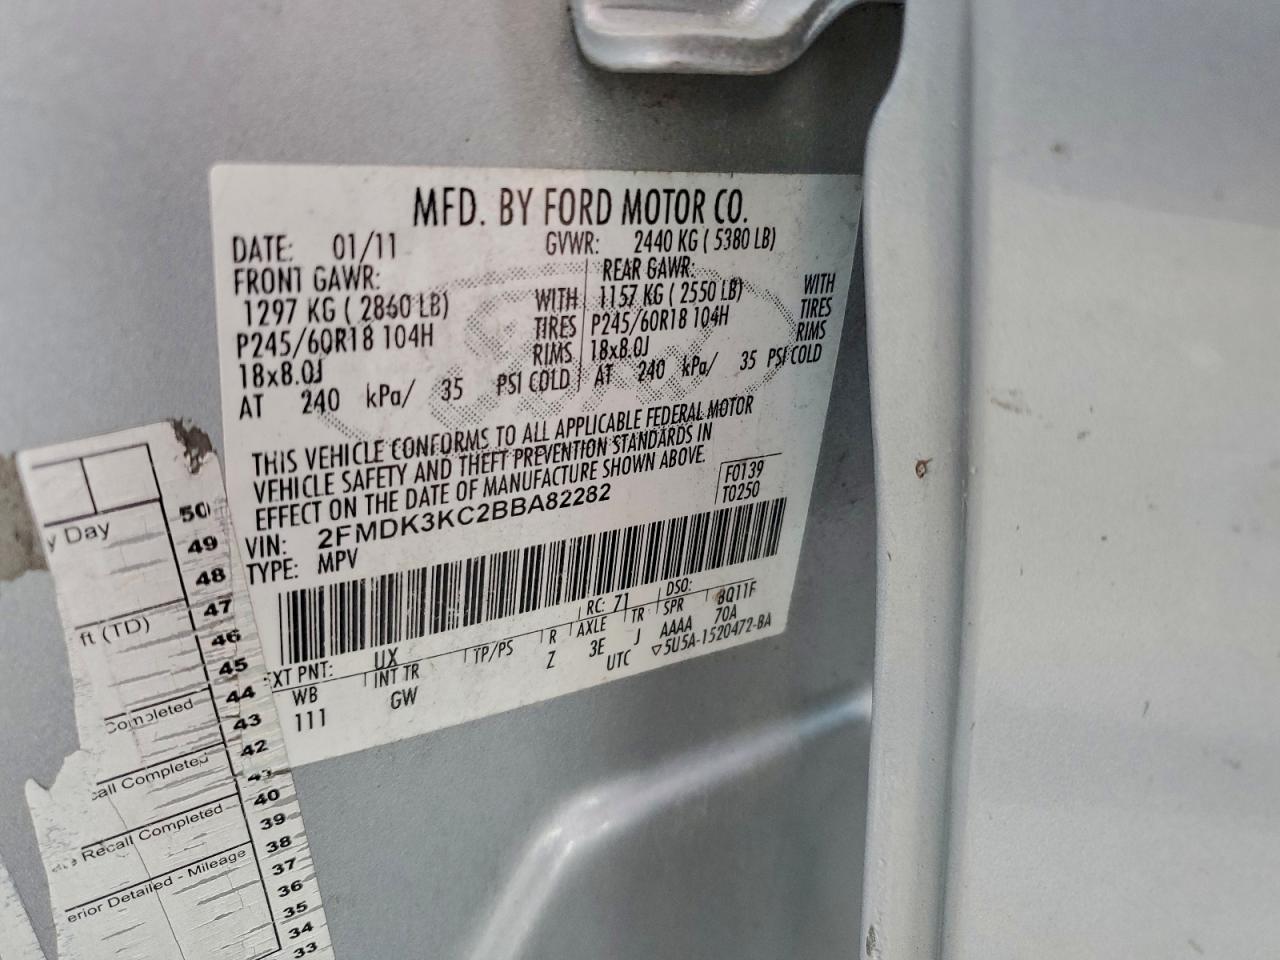 MFD. BY FORD MOTOR CO.
DATE: 01/11 GVWR: 2440 KG ( 5380 LB)
FRONT GAWR: REAR GAWR: WITH
1297 KG ( 2860 LB) WITH 1157 KG ( 2550 LB) TIRES
P245/60R18 104H TIRES P245/60R18 104H RIMS
18x8.0J RIMS 18x8.0J
AT 240 kPa/ 35 PSI COLD AT 240 kPa/ 35 PSI COLD
THIS VEHICLE CONFORMS TO ALL APPLICABLE FEDERAL MOTOR
VEHICLE SAFETY AND THEFT PREVENTION STANDARDS IN
EFFECT ON THE DATE OF MANUFACTURE SHOWN ABOVE.
F0139
T0250
VIN: 2FMDK3KC2BBA82282
TYPE: MPV
RC: 71 DSO: 8Q11F
XT PNT: UX
WB INT TR TP/PS R AXLE TR SPR
111 GW Z 3E J AAAA 70A
UTC ▽5U5A-1520472-BA
y Day
ft (TD)
Completed
all Completed
Recall Completed
erior Detailed - Mileage
50
49
48
47
46
45
44
43
42
41
40
39
38
37
36
35
34
33